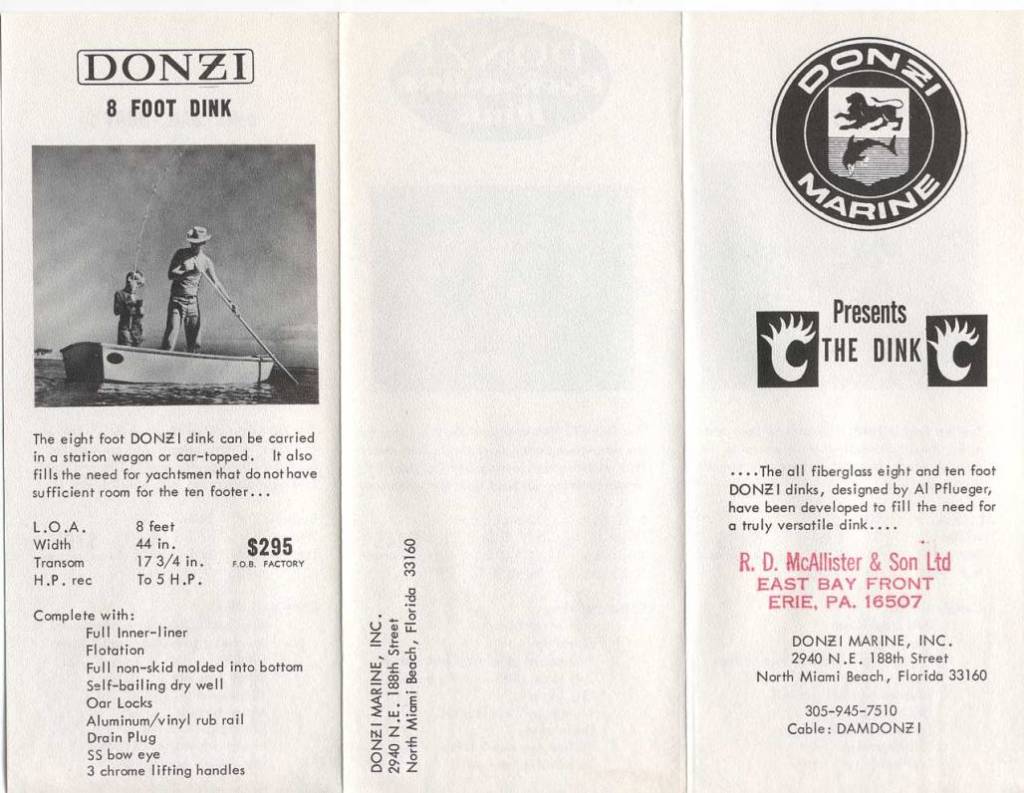 DONZI
8 FOOT DINK
The eight foot DONZI dink can be carried
in a station wagon or car-topped. It also
fills the need for yachtsmen that do not have
sufficient room for the ten footer...
L.O.A. 8 feet
Width 44 in.
Transom 17 3/4 in.
H.P. rec To 5 H.P.
$295
F.O.B. FACTORY
Complete with:
Full Inner-liner
Flotation
Full non-skid molded into bottom
Self-bailing dry well
Oar Locks
Aluminum/vinyl rub rail
Drain Plug
SS bow eye
3 chrome lifting handles
DONZI MARINE, INC.
2940 N.E. 188th Street
North Miami Beach, Florida 33160
DONZI
MARINE
Presents
THE DINK
....The all fiberglass eight and ten foot
DONZI dinks, designed by Al Pflueger,
have been developed to fill the need for
a truly versatile dink....
R. D. McAllister & Son Ltd
EAST BAY FRONT
ERIE, PA. 16507
DONZI MARINE, INC.
2940 N.E. 188th Street
North Miami Beach, Florida 33160
305-945-7510
Cable: DAMDONZI